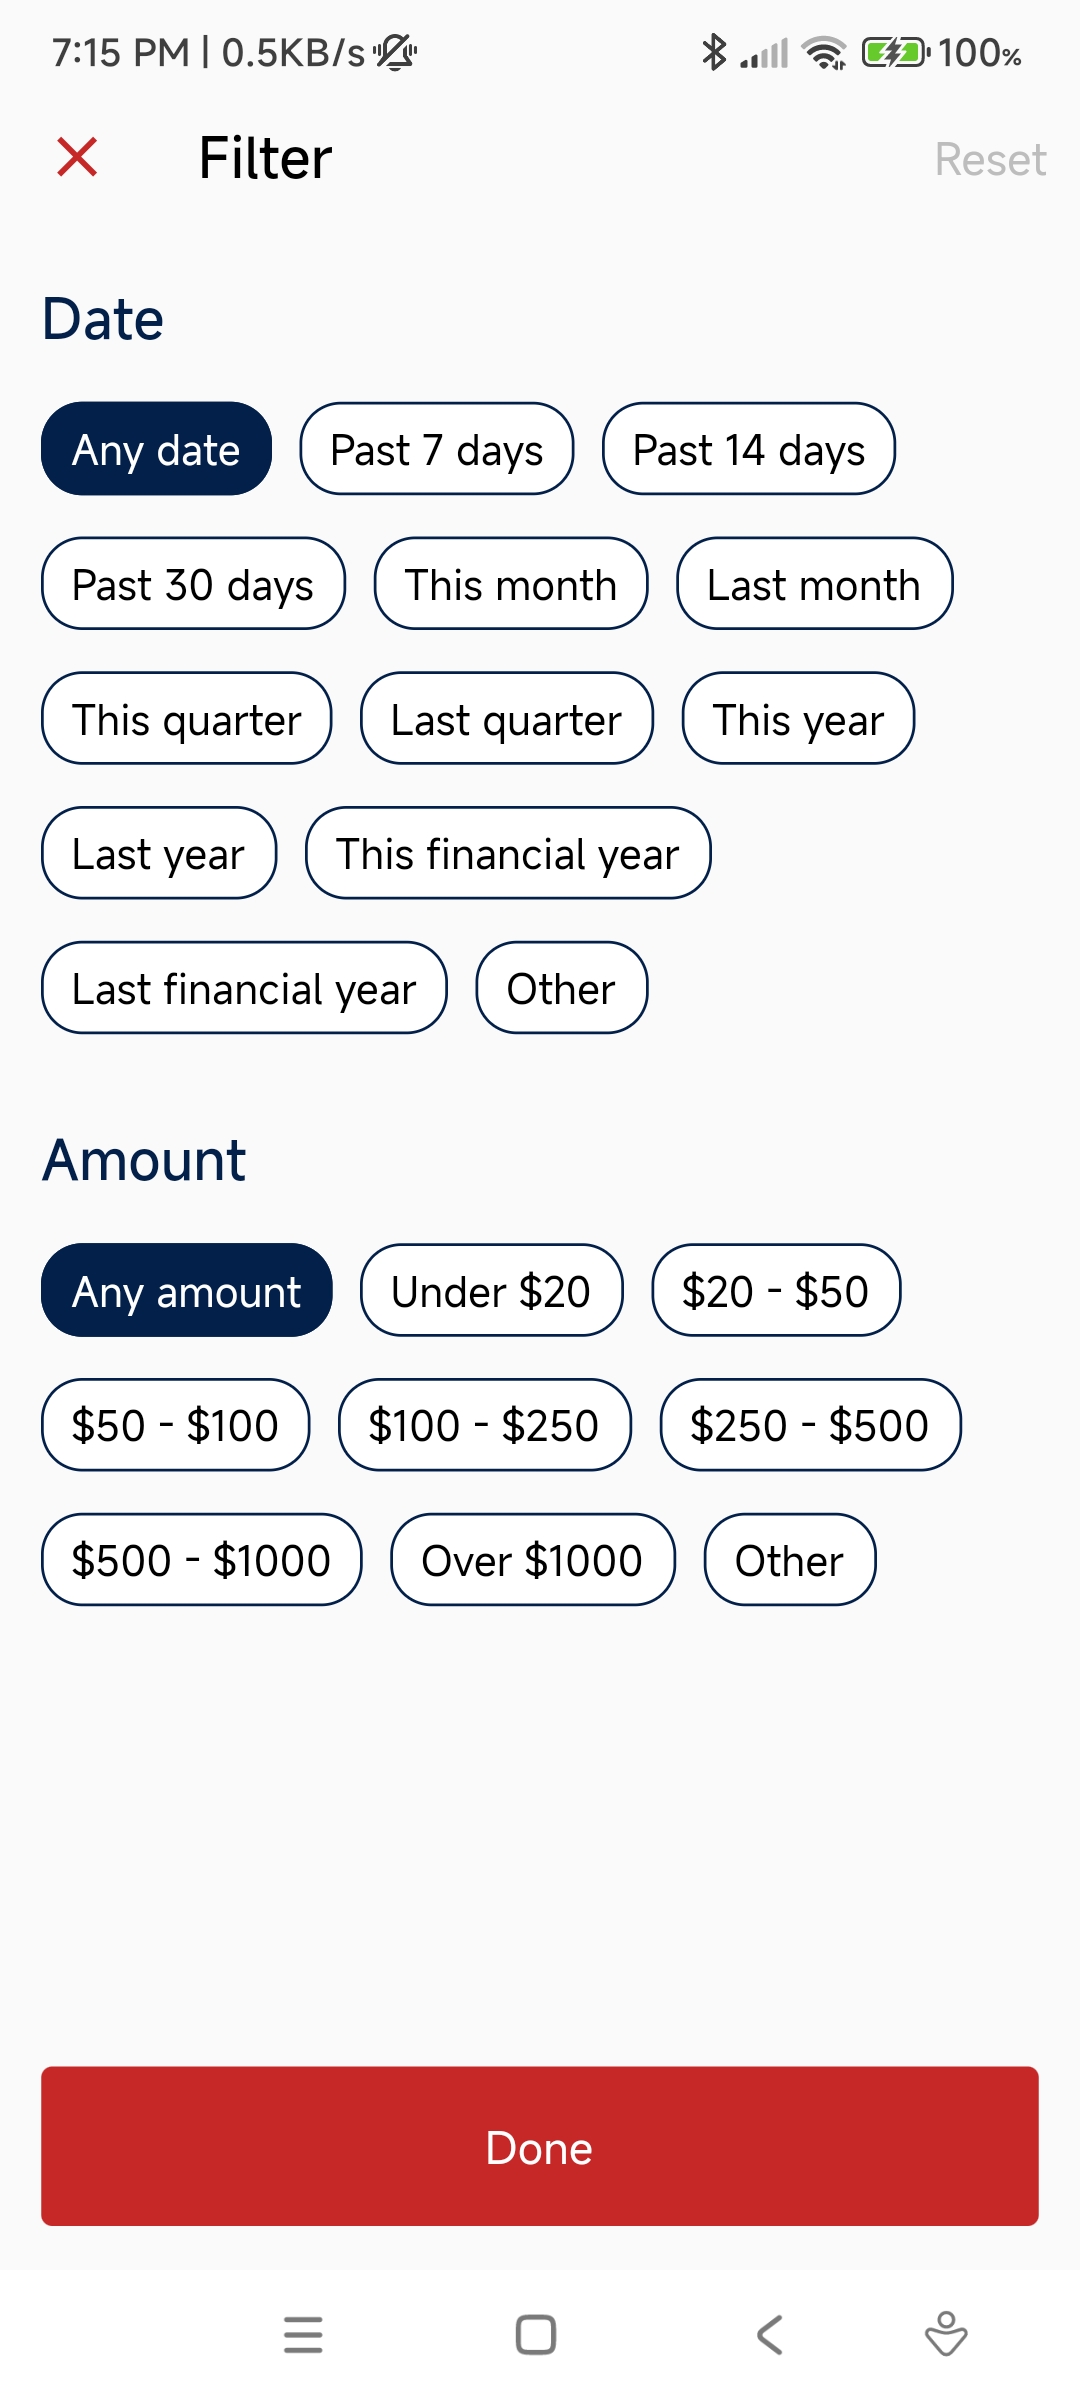 7:15 PM | 0.5KB/s 100%
Filter Reset
Date
Any date Past 7 days Past 14 days
Past 30 days This month Last month
This quarter Last quarter This year
Last year This financial year
Last financial year Other
Amount
Any amount Under $20 $20 - $50
$50 - $100 $100 - $250 $250 - $500
$500 - $1000 Over $1000 Other
Done